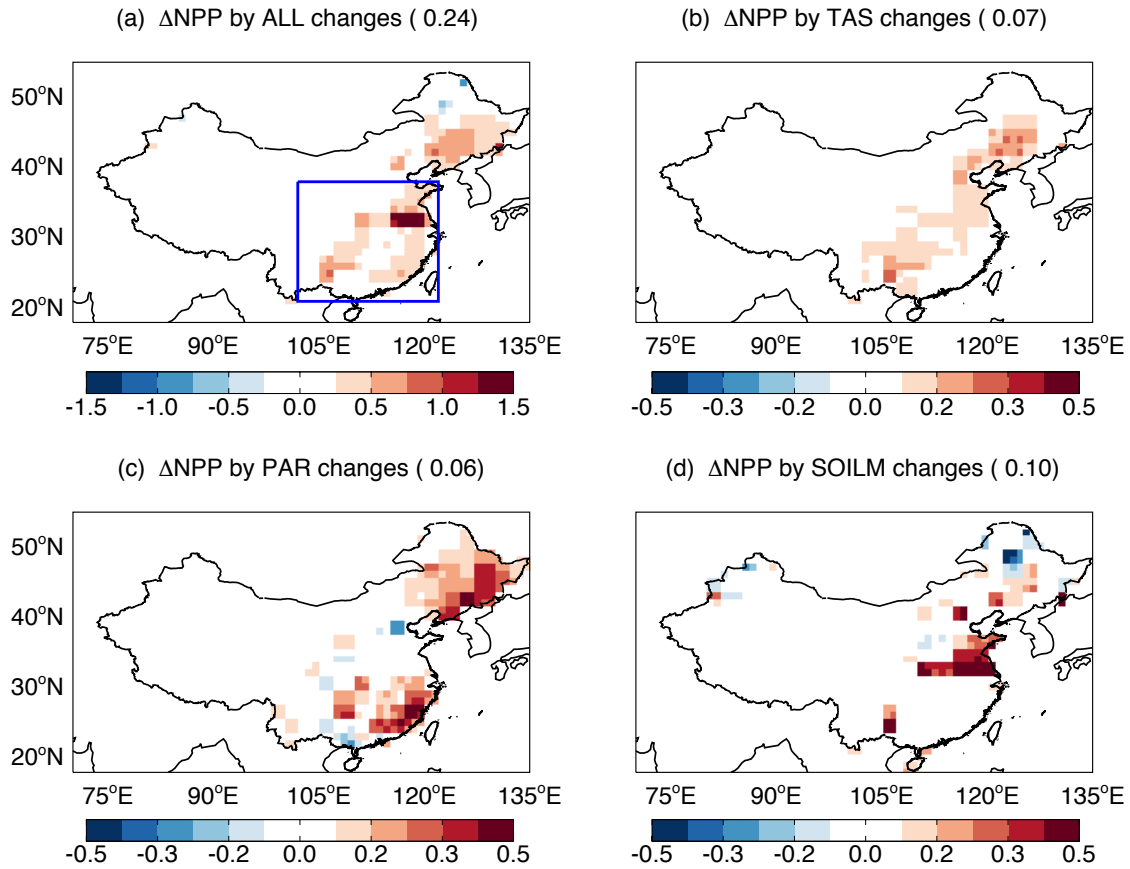 (a) ΔNPP by ALL changes ( 0.24)
(b) ΔNPP by TAS changes ( 0.07)
50°N
40°N
30°N
20°N
75°E 90°E 105°E 120°E 135°E
75°E 90°E 105°E 120°E 135°E
-1.5 -1.0 -0.5 0.0 0.5 1.0 1.5
-0.5 -0.3 -0.2 0.0 0.2 0.3 0.5
(c) ΔNPP by PAR changes ( 0.06)
(d) ΔNPP by SOILM changes ( 0.10)
50°N
40°N
30°N
20°N
75°E 90°E 105°E 120°E 135°E
75°E 90°E 105°E 120°E 135°E
-0.5 -0.3 -0.2 0.0 0.2 0.3 0.5
-0.5 -0.3 -0.2 0.0 0.2 0.3 0.5